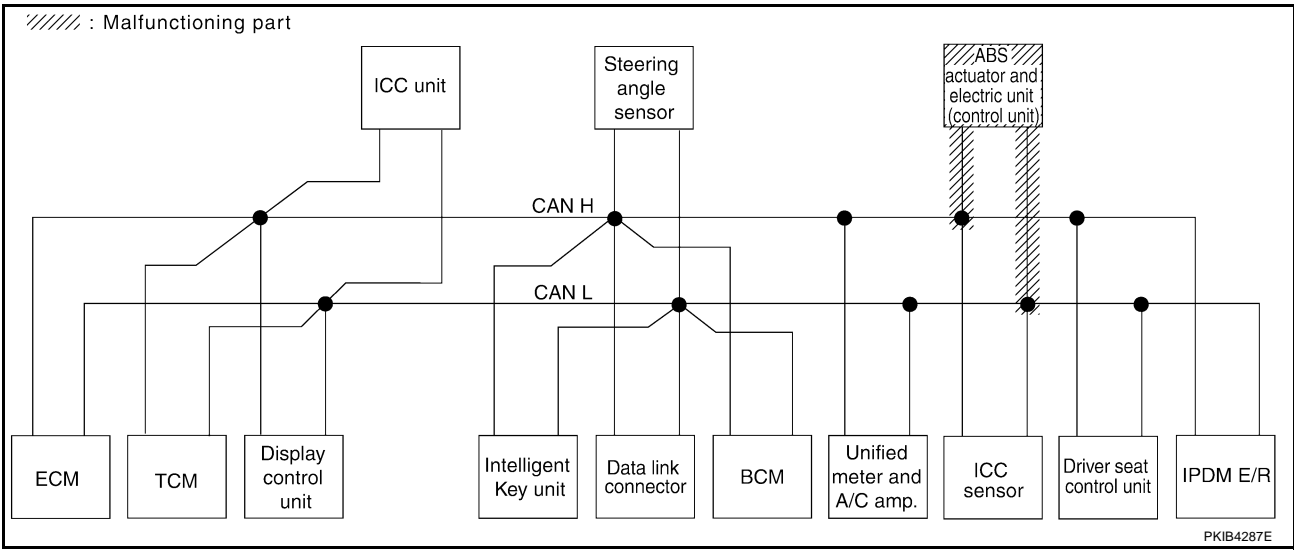 : Malfunctioning part
ICC unit
Steering
angle
sensor
ABS
actuator and
electric unit
(control unit)
CAN H
CAN L
ECM
TCM
Display
control
unit
Intelligent
Key unit
Data link
connector
BCM
Unified
meter and
A/C amp.
ICC
sensor
Driver seat
control unit
IPDM E/R
PKIB4287E